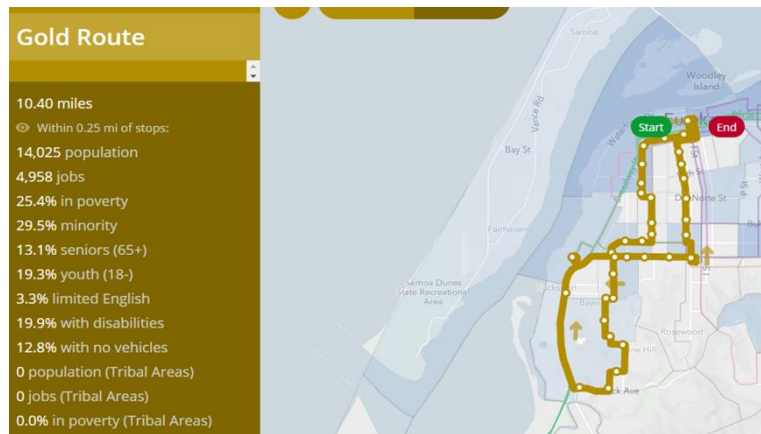 Gold Route
10.40 miles
Within 0.25 mi of stops:
14,025 population
4,958 jobs
25.4% in poverty
29.5% minority
13.1% seniors (65+)
19.3% youth (18-)
3.3% limited English
19.9% with disabilities
12.8% with no vehicles
0 population (Tribal Areas)
0 jobs (Tribal Areas)
0.0% in poverty (Tribal Areas)
Samoa
Woodley
Island
Vance Rd
Start
End
Bay St
P St
Fairhaven
Samoa Dunes
State Recreational
Area
I St
Rosewood